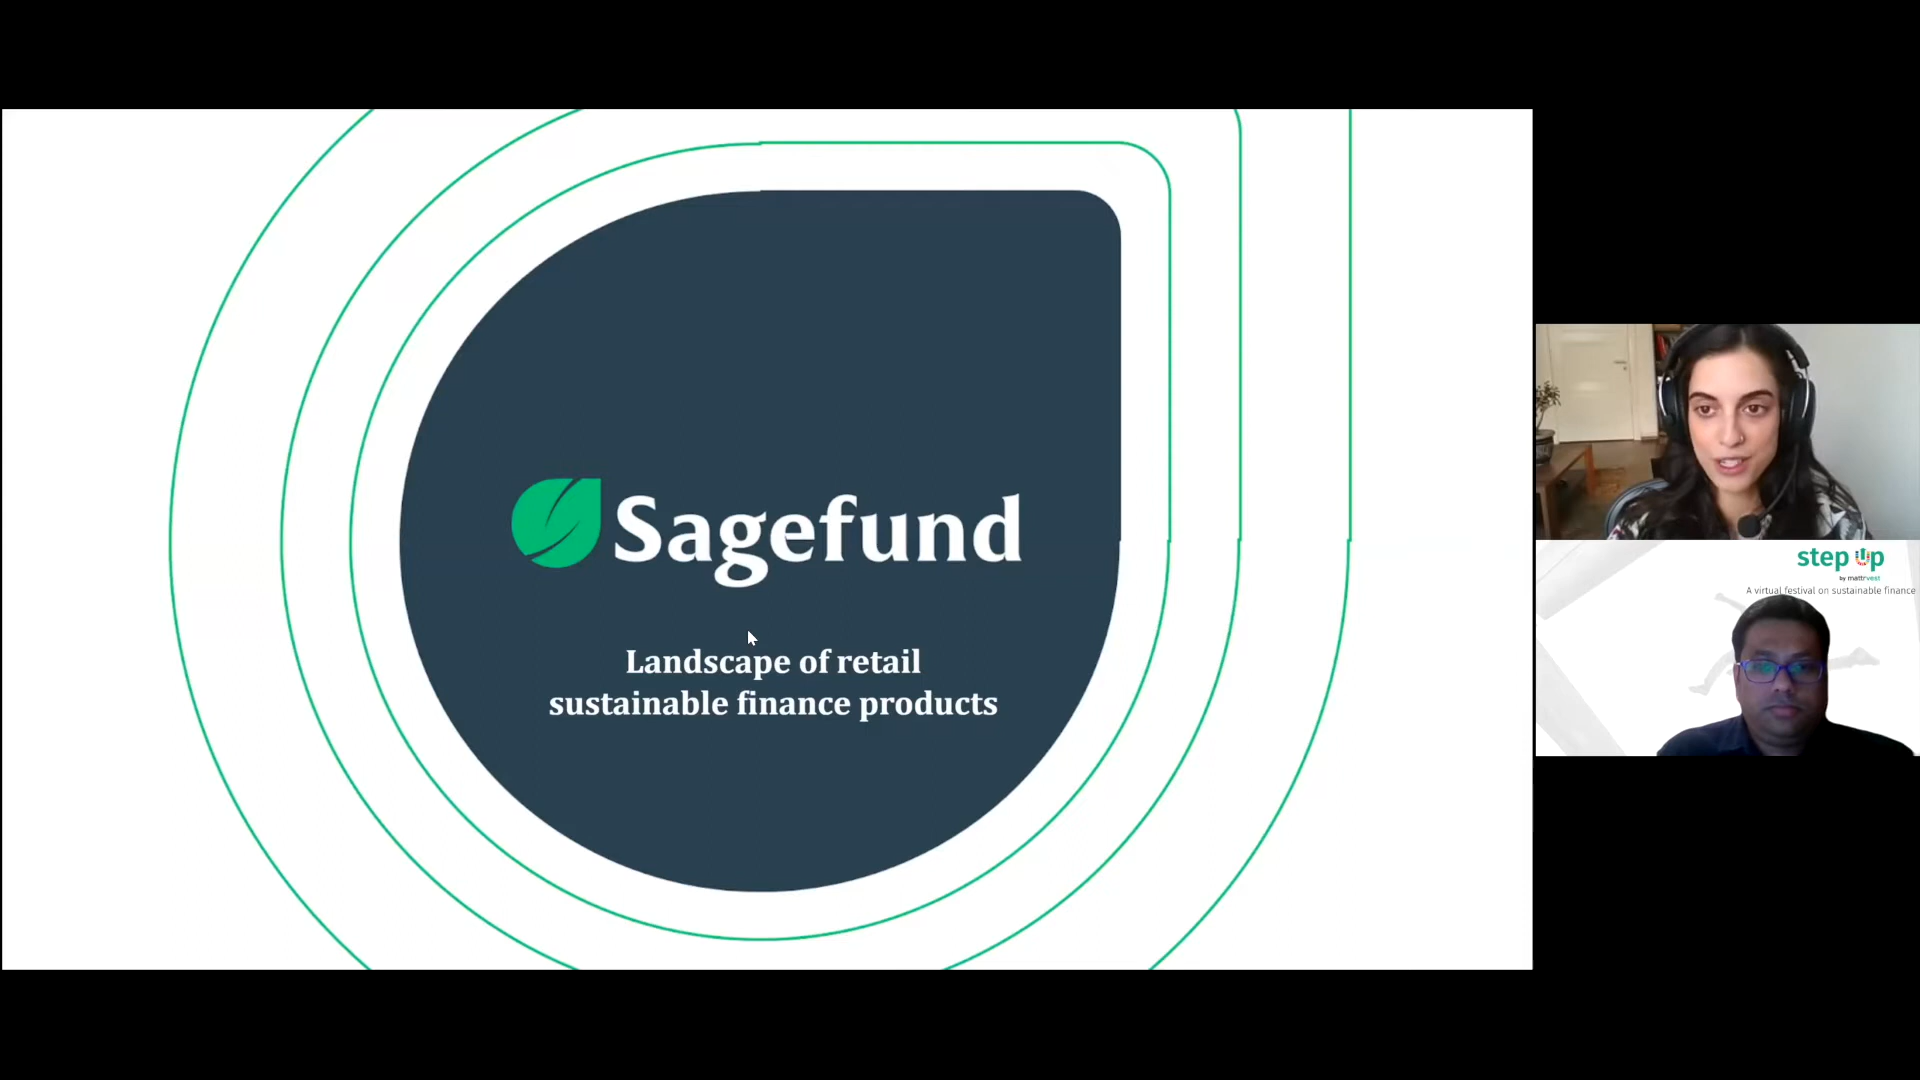 Sagefund
Landscape of retail
sustainable finance products
step up
by mattrvest
A virtual festival on sustainable finance